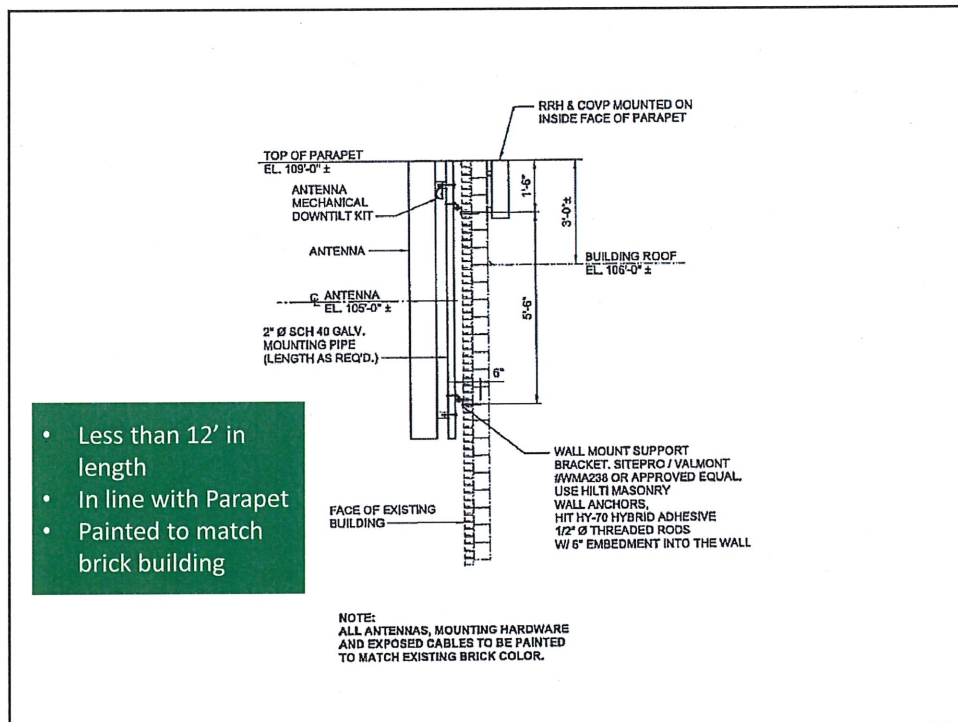 RRH & COVP MOUNTED ON
INSIDE FACE OF PARAPET
TOP OF PARAPET
EL. 109'-0" ±
ANTENNA
MECHANICAL
DOWNTILT KIT
1'-6"
3'-0"±
ANTENNA
BUILDING ROOF
EL. 106'-0" ±
℄ ANTENNA
EL. 105'-0" ±
5'-6"
2" Ø SCH 40 GALV.
MOUNTING PIPE
(LENGTH AS REQ'D.)
6"
• Less than 12' in
length
• In line with Parapet
• Painted to match
brick building
WALL MOUNT SUPPORT
BRACKET. SITEPRO / VALMONT
#WMA238 OR APPROVED EQUAL.
USE HILTI MASONRY
WALL ANCHORS,
HIT HY-70 HYBRID ADHESIVE
1/2" Ø THREADED RODS
W/ 6" EMBEDMENT INTO THE WALL
FACE OF EXISTING
BUILDING
NOTE:
ALL ANTENNAS, MOUNTING HARDWARE
AND EXPOSED CABLES TO BE PAINTED
TO MATCH EXISTING BRICK COLOR.